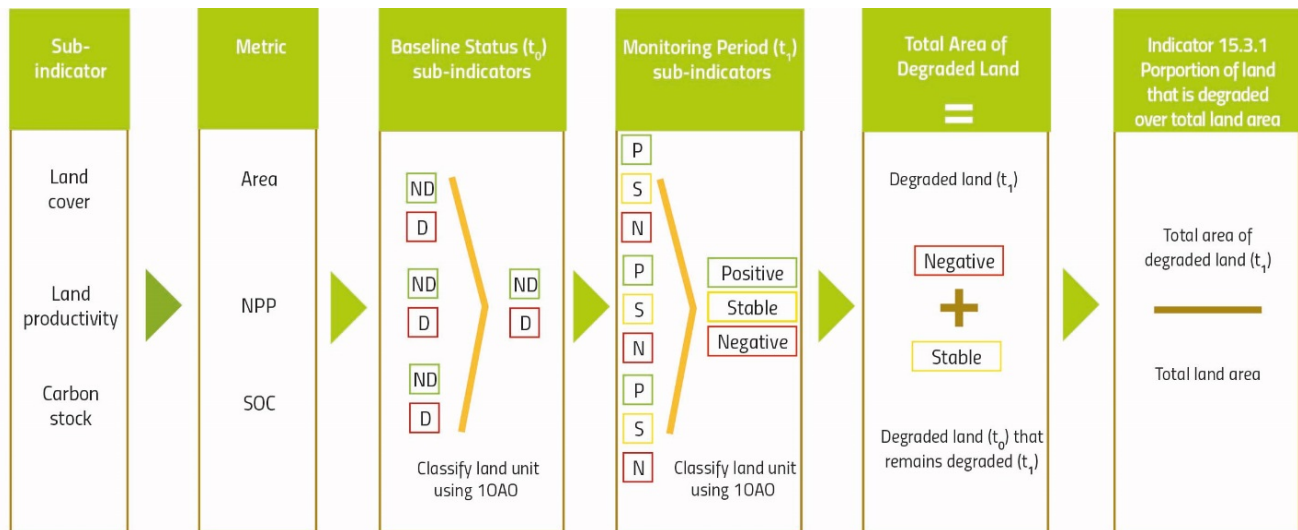 Sub-
indicator
Land
cover
Land
productivity
Carbon
stock
Metric
Area
NPP
SOC
Baseline Status (t0)
sub-indicators
ND
D
ND
D
ND
D
ND
D
Classify land unit
using 1OAO
Monitoring Period (t1)
sub-indicators
P
S
N
P
S
N
P
S
N
Positive
Stable
Negative
Classify land unit
using 1OAO
Total Area of
Degraded Land
=
Degraded land (t1)
Negative
+
Stable
Degraded land (t0) that
remains degraded (t1)
Indicator 15.3.1
Porportion of land
that is degraded
over total land area
Total area of
degraded land (t1)
Total land area